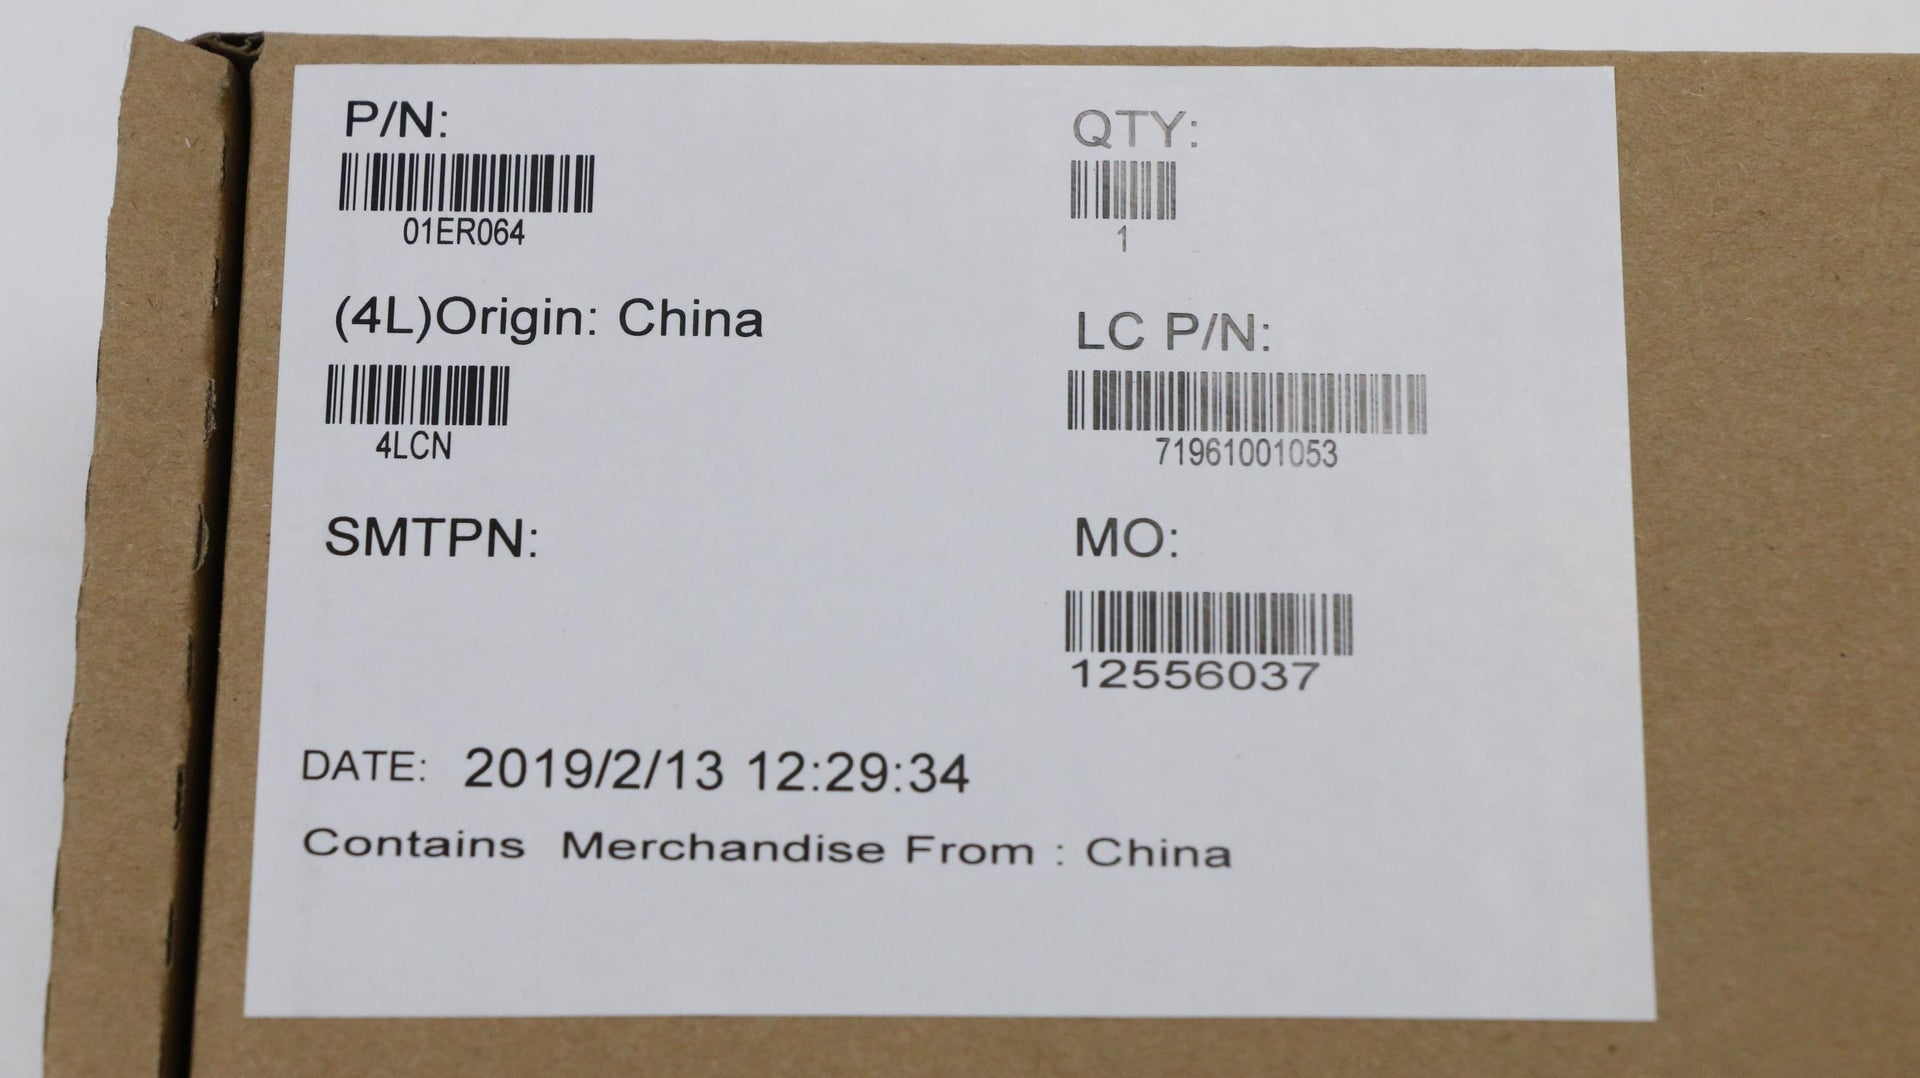 P/N:
01ER064
QTY:
1
(4L)Origin: China
4LCN
LC P/N:
71961001053
SMTPN:
MO:
12556037
DATE: 2019/2/13 12:29:34
Contains Merchandise From : China